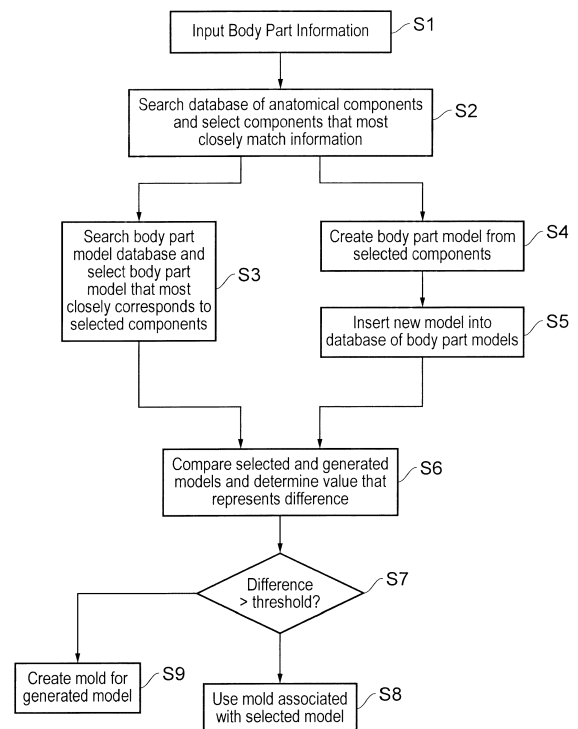 Input Body Part Information
S1
Search database of anatomical components
and select components that most
closely match information
S2
Search body part
model database and
select body part
model that most
closely corresponds to
selected components
S3
Create body part model from
selected components
S4
Insert new model into
database of body part models
S5
Compare selected and generated
models and determine value that
represents difference
S6
Difference
> threshold?
S7
Create mold for
generated model
S9
Use mold associated
with selected model
S8